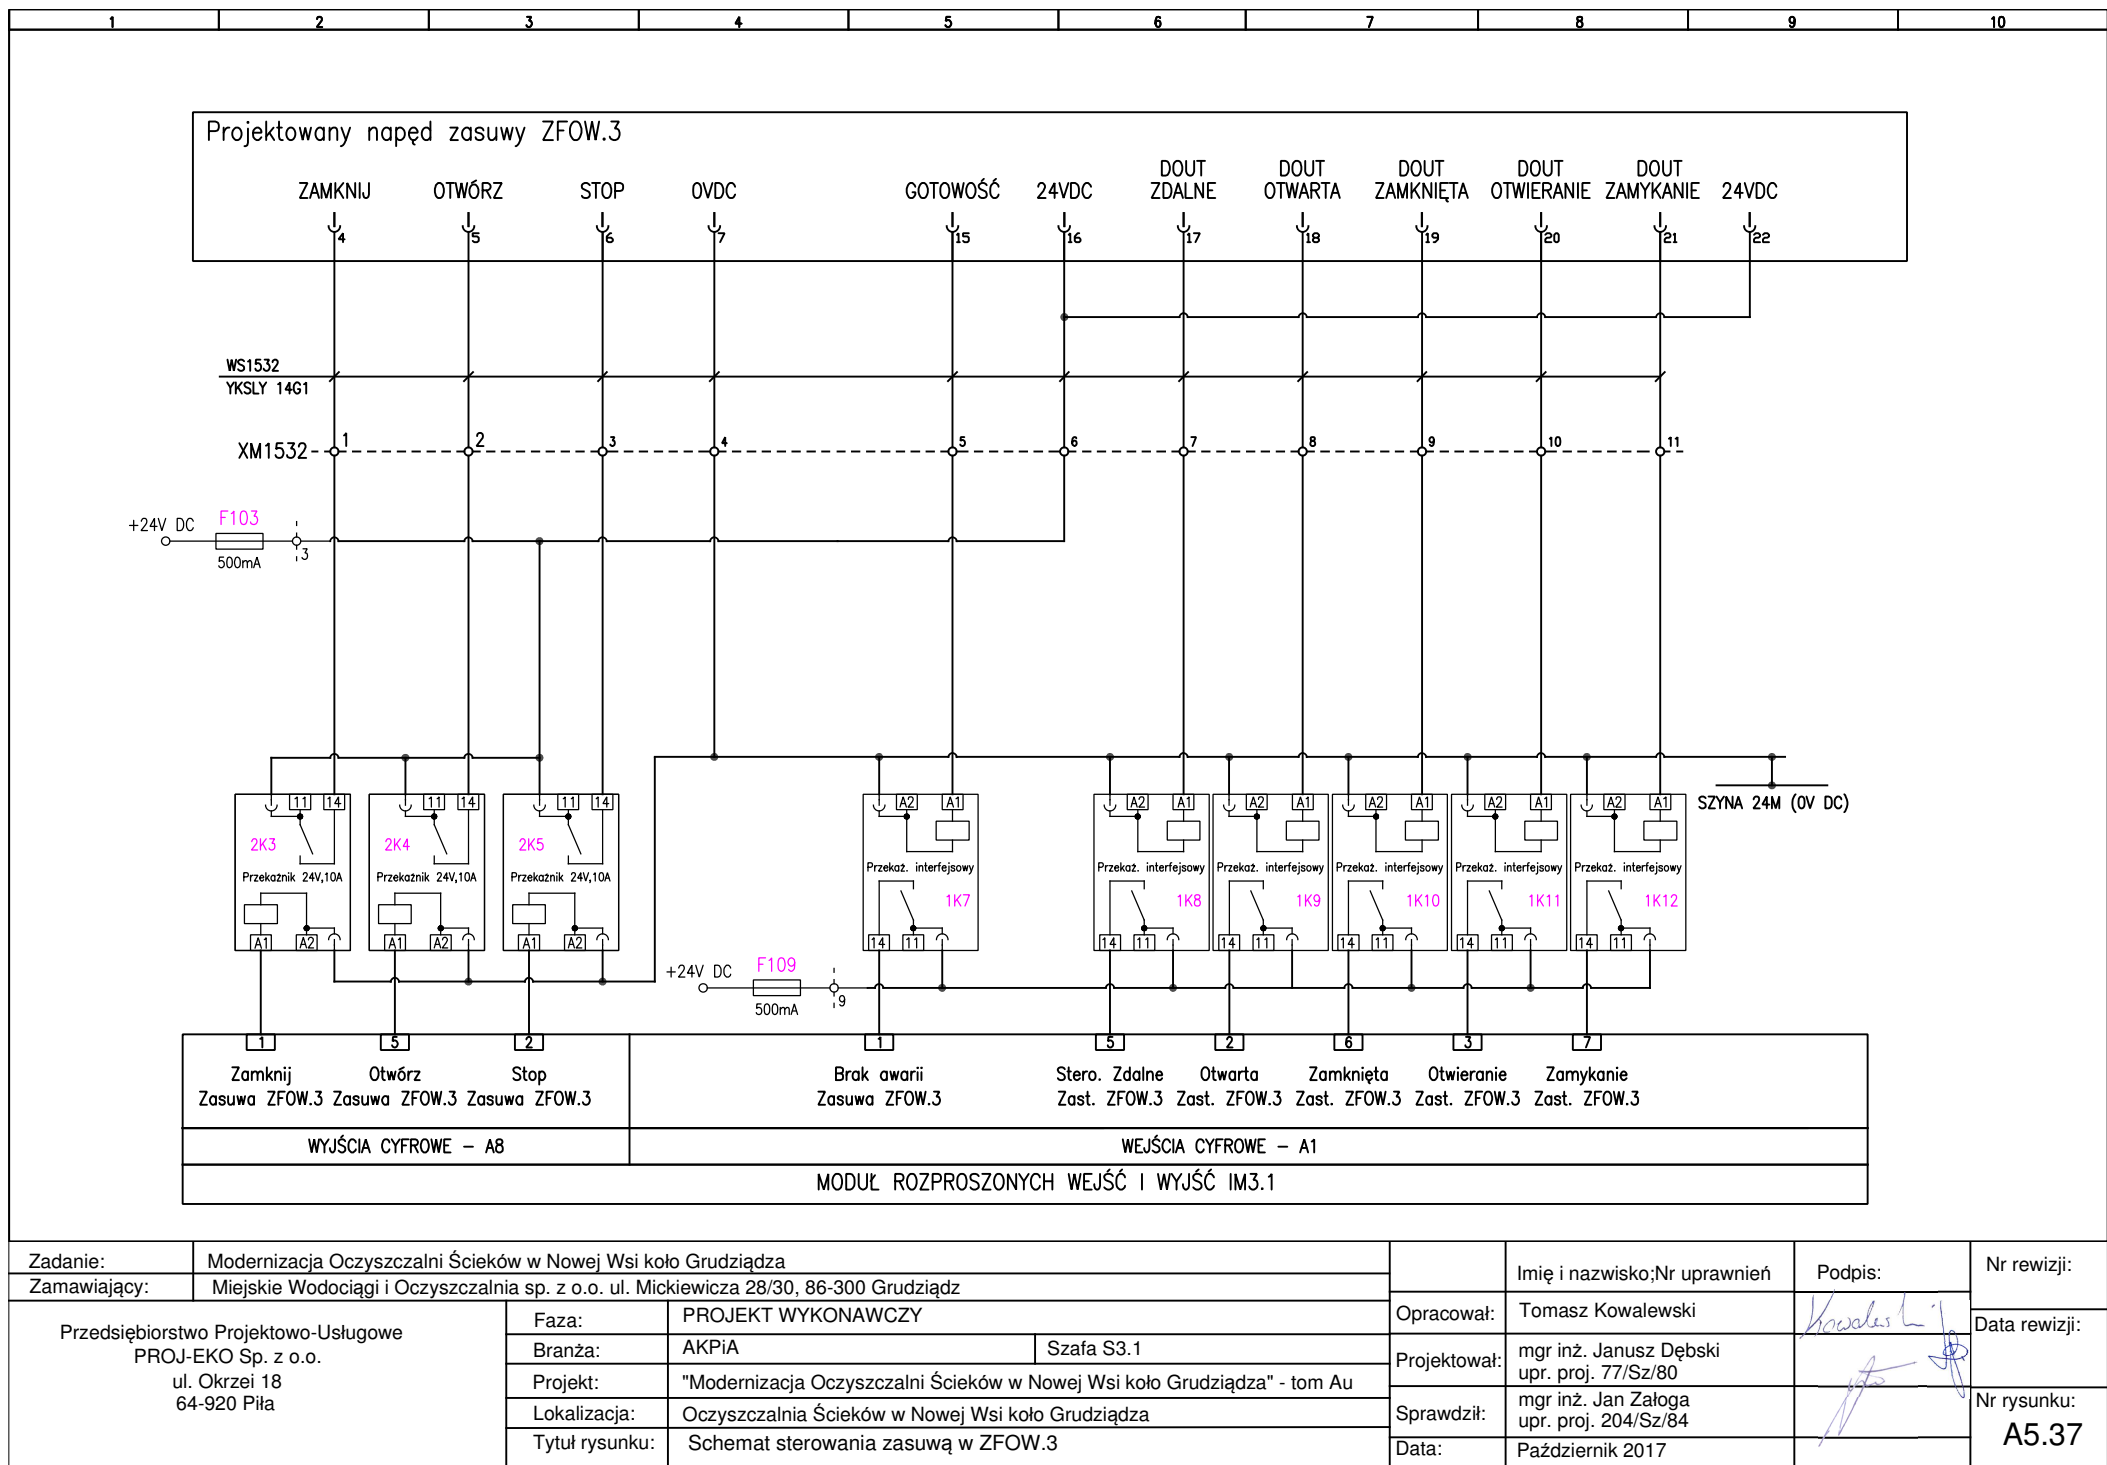 1 2 3 4 5 6 7 8 9 10
Projektowany napęd zasuwy ZFOW.3
ZAMKNIJ OTWÓRZ STOP 0VDC GOTOWOŚĆ 24VDC DOUT ZDALNE DOUT OTWARTA DOUT ZAMKNIĘTA DOUT OTWIERANIE DOUT ZAMYKANIE 24VDC
4 5 6 7 15 16 17 18 19 20 21 22
WS1532
YKSLY 14G1
XM1532 1 2 3 4 5 6 7 8 9 10 11
+24V DC F103
500mA 3
11 14 11 14 11 14 A2 A1 A2 A1 A2 A1 A2 A1 A2 A1 A2 A1
SZYNA 24M (0V DC)
2K3 2K4 2K5
Przekaźnik 24V,10A Przekaźnik 24V,10A Przekaźnik 24V,10A
Przekaż. interfejsowy Przekaż. interfejsowy Przekaż. interfejsowy Przekaż. interfejsowy Przekaż. interfejsowy Przekaż. interfejsowy
1K7 1K8 1K9 1K10 1K11 1K12
A1 A2 A1 A2 A1 A2 14 11 14 11 14 11 14 11 14 11 14 11
+24V DC F109
500mA 9
1 5 2 1 5 2 6 3 7
Zamknij Otwórz Stop Brak awarii Stero. Zdalne Otwarta Zamknięta Otwieranie Zamykanie
Zasuwa ZFOW.3 Zasuwa ZFOW.3 Zasuwa ZFOW.3 Zasuwa ZFOW.3 Zast. ZFOW.3 Zast. ZFOW.3 Zast. ZFOW.3 Zast. ZFOW.3 Zast. ZFOW.3
WYJŚCIA CYFROWE – A8 WEJŚCIA CYFROWE – A1
MODUŁ ROZPROSZONYCH WEJŚĆ I WYJŚĆ IM3.1
Zadanie: Modernizacja Oczyszczalni Ścieków w Nowej Wsi koło Grudziądza
Zamawiający: Miejskie Wodociągi i Oczyszczalnia sp. z o.o. ul. Mickiewicza 28/30, 86-300 Grudziądz
Przedsiębiorstwo Projektowo-Usługowe
PROJ-EKO Sp. z o.o.
ul. Okrzei 18
64-920 Piła
Faza: PROJEKT WYKONAWCZY
Branża: AKPiA Szafa S3.1
Projekt: "Modernizacja Oczyszczalni Ścieków w Nowej Wsi koło Grudziądza" - tom Au
Lokalizacja: Oczyszczalnia Ścieków w Nowej Wsi koło Grudziądza
Tytuł rysunku: Schemat sterowania zasuwą w ZFOW.3
Imię i nazwisko;Nr uprawnień Podpis:
Opracował: Tomasz Kowalewski
Projektował: mgr inż. Janusz Dębski
upr. proj. 77/Sz/80
Sprawdził: mgr inż. Jan Załoga
upr. proj. 204/Sz/84
Data: Październik 2017
Nr rewizji:
Data rewizji:
Nr rysunku:
A5.37